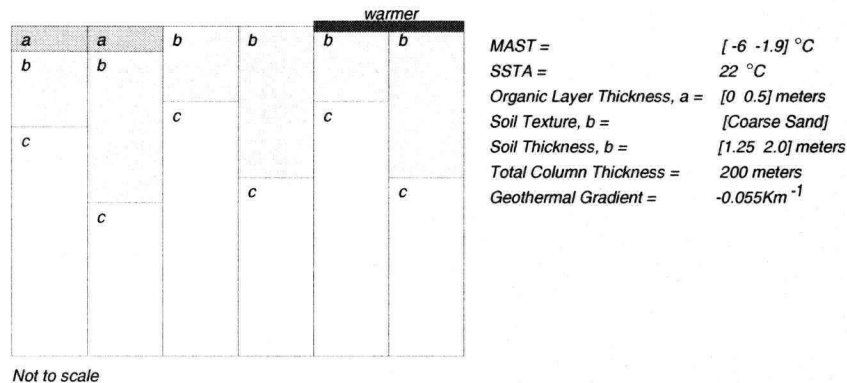 warmer
a a b b b b
b b
c c
c
c c
c
MAST = [ -6 -1.9] °C
SSTA = 22 °C
Organic Layer Thickness, a = [0 0.5] meters
Soil Texture, b = [Coarse Sand]
Soil Thickness, b = [1.25 2.0] meters
Total Column Thickness = 200 meters
Geothermal Gradient = -0.055Km -1
Not to scale